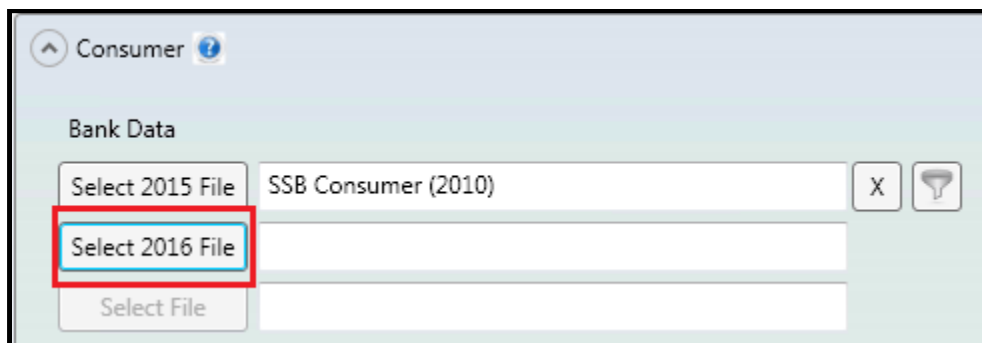 Consumer ?
Bank Data
Select 2015 File SSB Consumer (2010) X
Select 2016 File
Select File